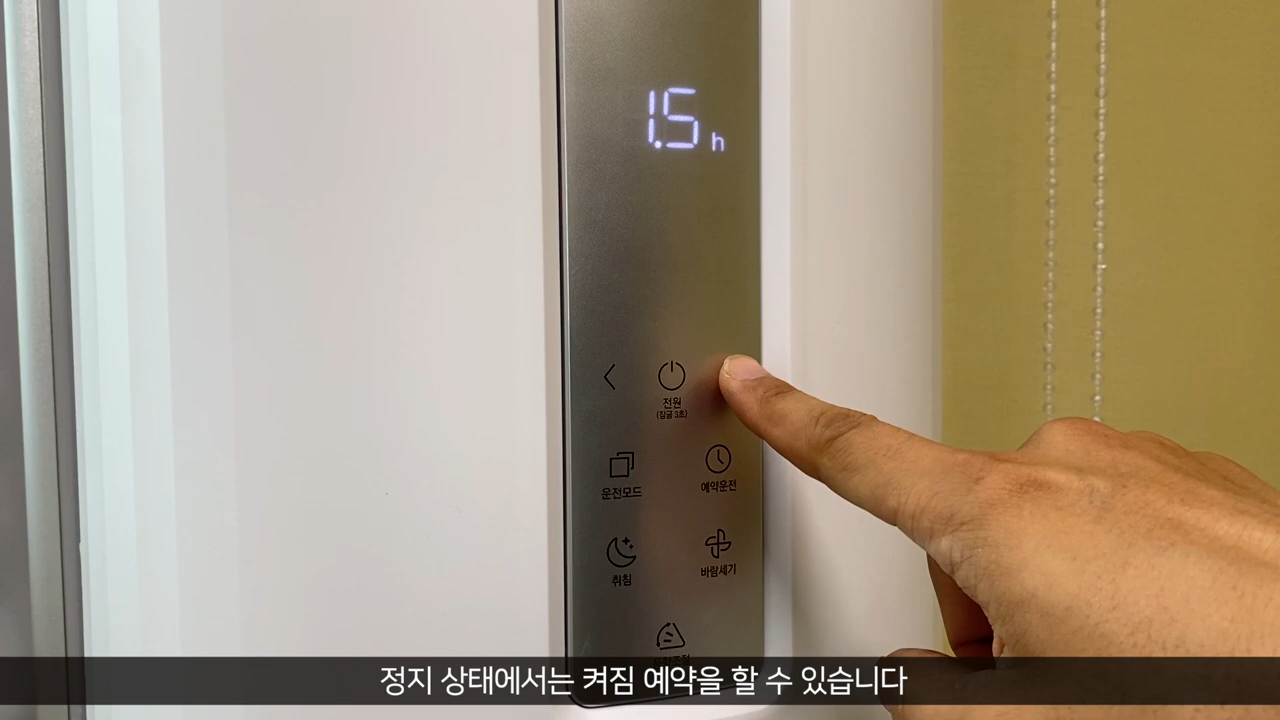 1.5 h
전원
(잠금 3초)
운전모드
예약운전
취침
바람세기
정지 상태에서는 켜짐 예약을 할 수 있습니다